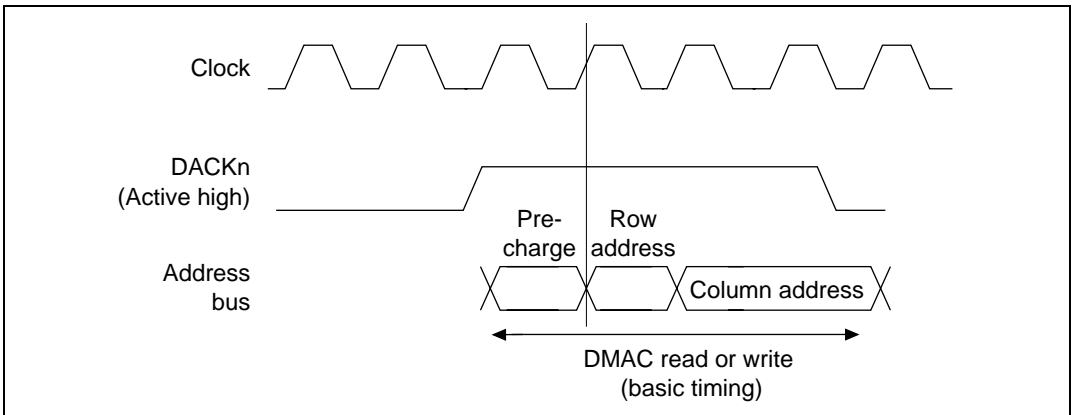 Clock
DACKn
(Active high)
Pre-
charge
Row
address
Address
bus
Column address
DMAC read or write
(basic timing)